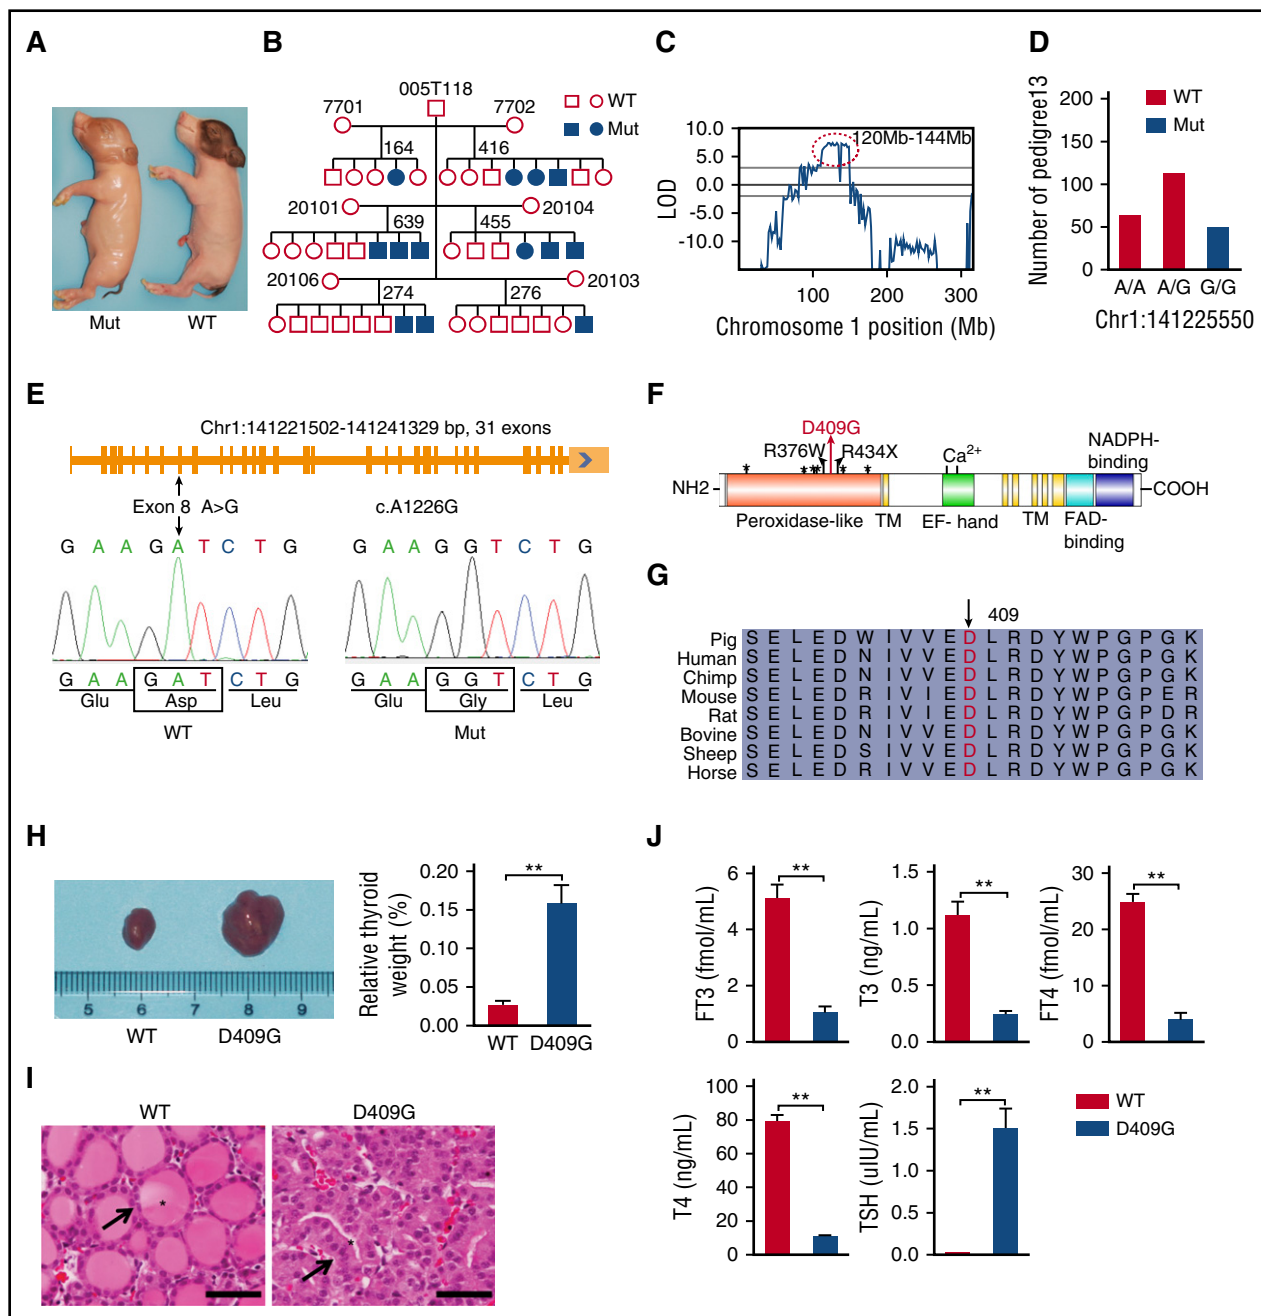 A
Mut WT
B
005T118
7701 7702
WT
Mut
164 416
20101 20104
639 455
20106 20103
274 276
C
LOD
10.0
5.0
0.0
-5.0
-10.0
120Mb-144Mb
100 200 300
Chromosome 1 position (Mb)
D
Number of pedigree13
200
150
100
50
0
WT
Mut
A/A A/G G/G
Chr1:141225550
E
Chr1:141221502-141241329 bp, 31 exons
Exon 8 A>G c.A1226G
G A A G A T C T G
G A A G G T C T G
G A A G A T C T G
Glu Asp Leu
WT
G A A G G T C T G
Glu Gly Leu
Mut
F
D409G
R376W R434X
Ca2+
NADPH-
binding
NH2
COOH
Peroxidase-like TM EF- hand TM FAD-
binding
G
409
Pig S E L E D W I V V E D L R D Y W P G P G K
Human S E L E D N I V V E D L R D Y W P G P G K
Chimp S E L E D N I V V E D L R D Y W P G P G K
Mouse S E L E D R I V I E D L R D Y W P G P E R
Rat S E L E D R I V I E D L R D Y W P G P D R
Bovine S E L E D N I V V E D L R D Y W P G P G K
Sheep S E L E D S I V V E D L R D Y W P G P G K
Horse S E L E D R I V V E D L R D Y W P G P G K
H
5 6 7 8 9
WT D409G
Relative thyroid
weight (%)
0.20
0.15
0.10
0.05
0.00
**
WT D409G
I
WT D409G
*
*
J
FT3 (fmol/mL)
6
4
2
0
**
T3 (ng/mL)
1.5
1.0
0.5
0.0
**
FT4 (fmol/mL)
30
20
10
0
**
T4 (ng/mL)
100
80
60
40
20
0
**
TSH (uIU/mL)
2.0
1.5
1.0
0.5
0.0
**
WT
D409G